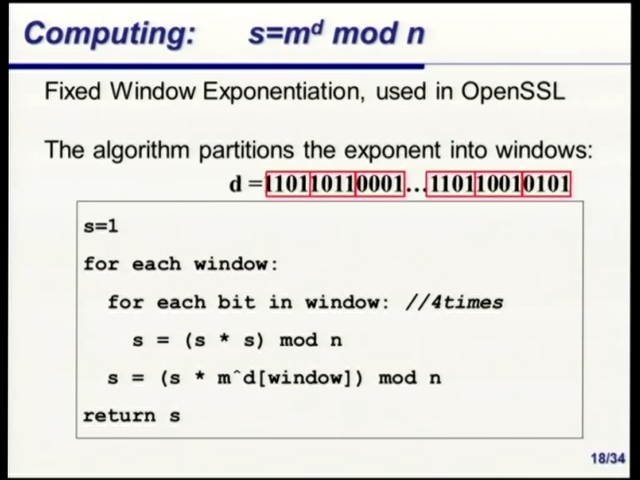 Computing: s=m^d mod n
Fixed Window Exponentiation, used in OpenSSL
The algorithm partitions the exponent into windows:
d =110110110001…110110010101
s=1
for each window:
for each bit in window: //4times
s = (s * s) mod n
s = (s * m^d[window]) mod n
return s
18/34